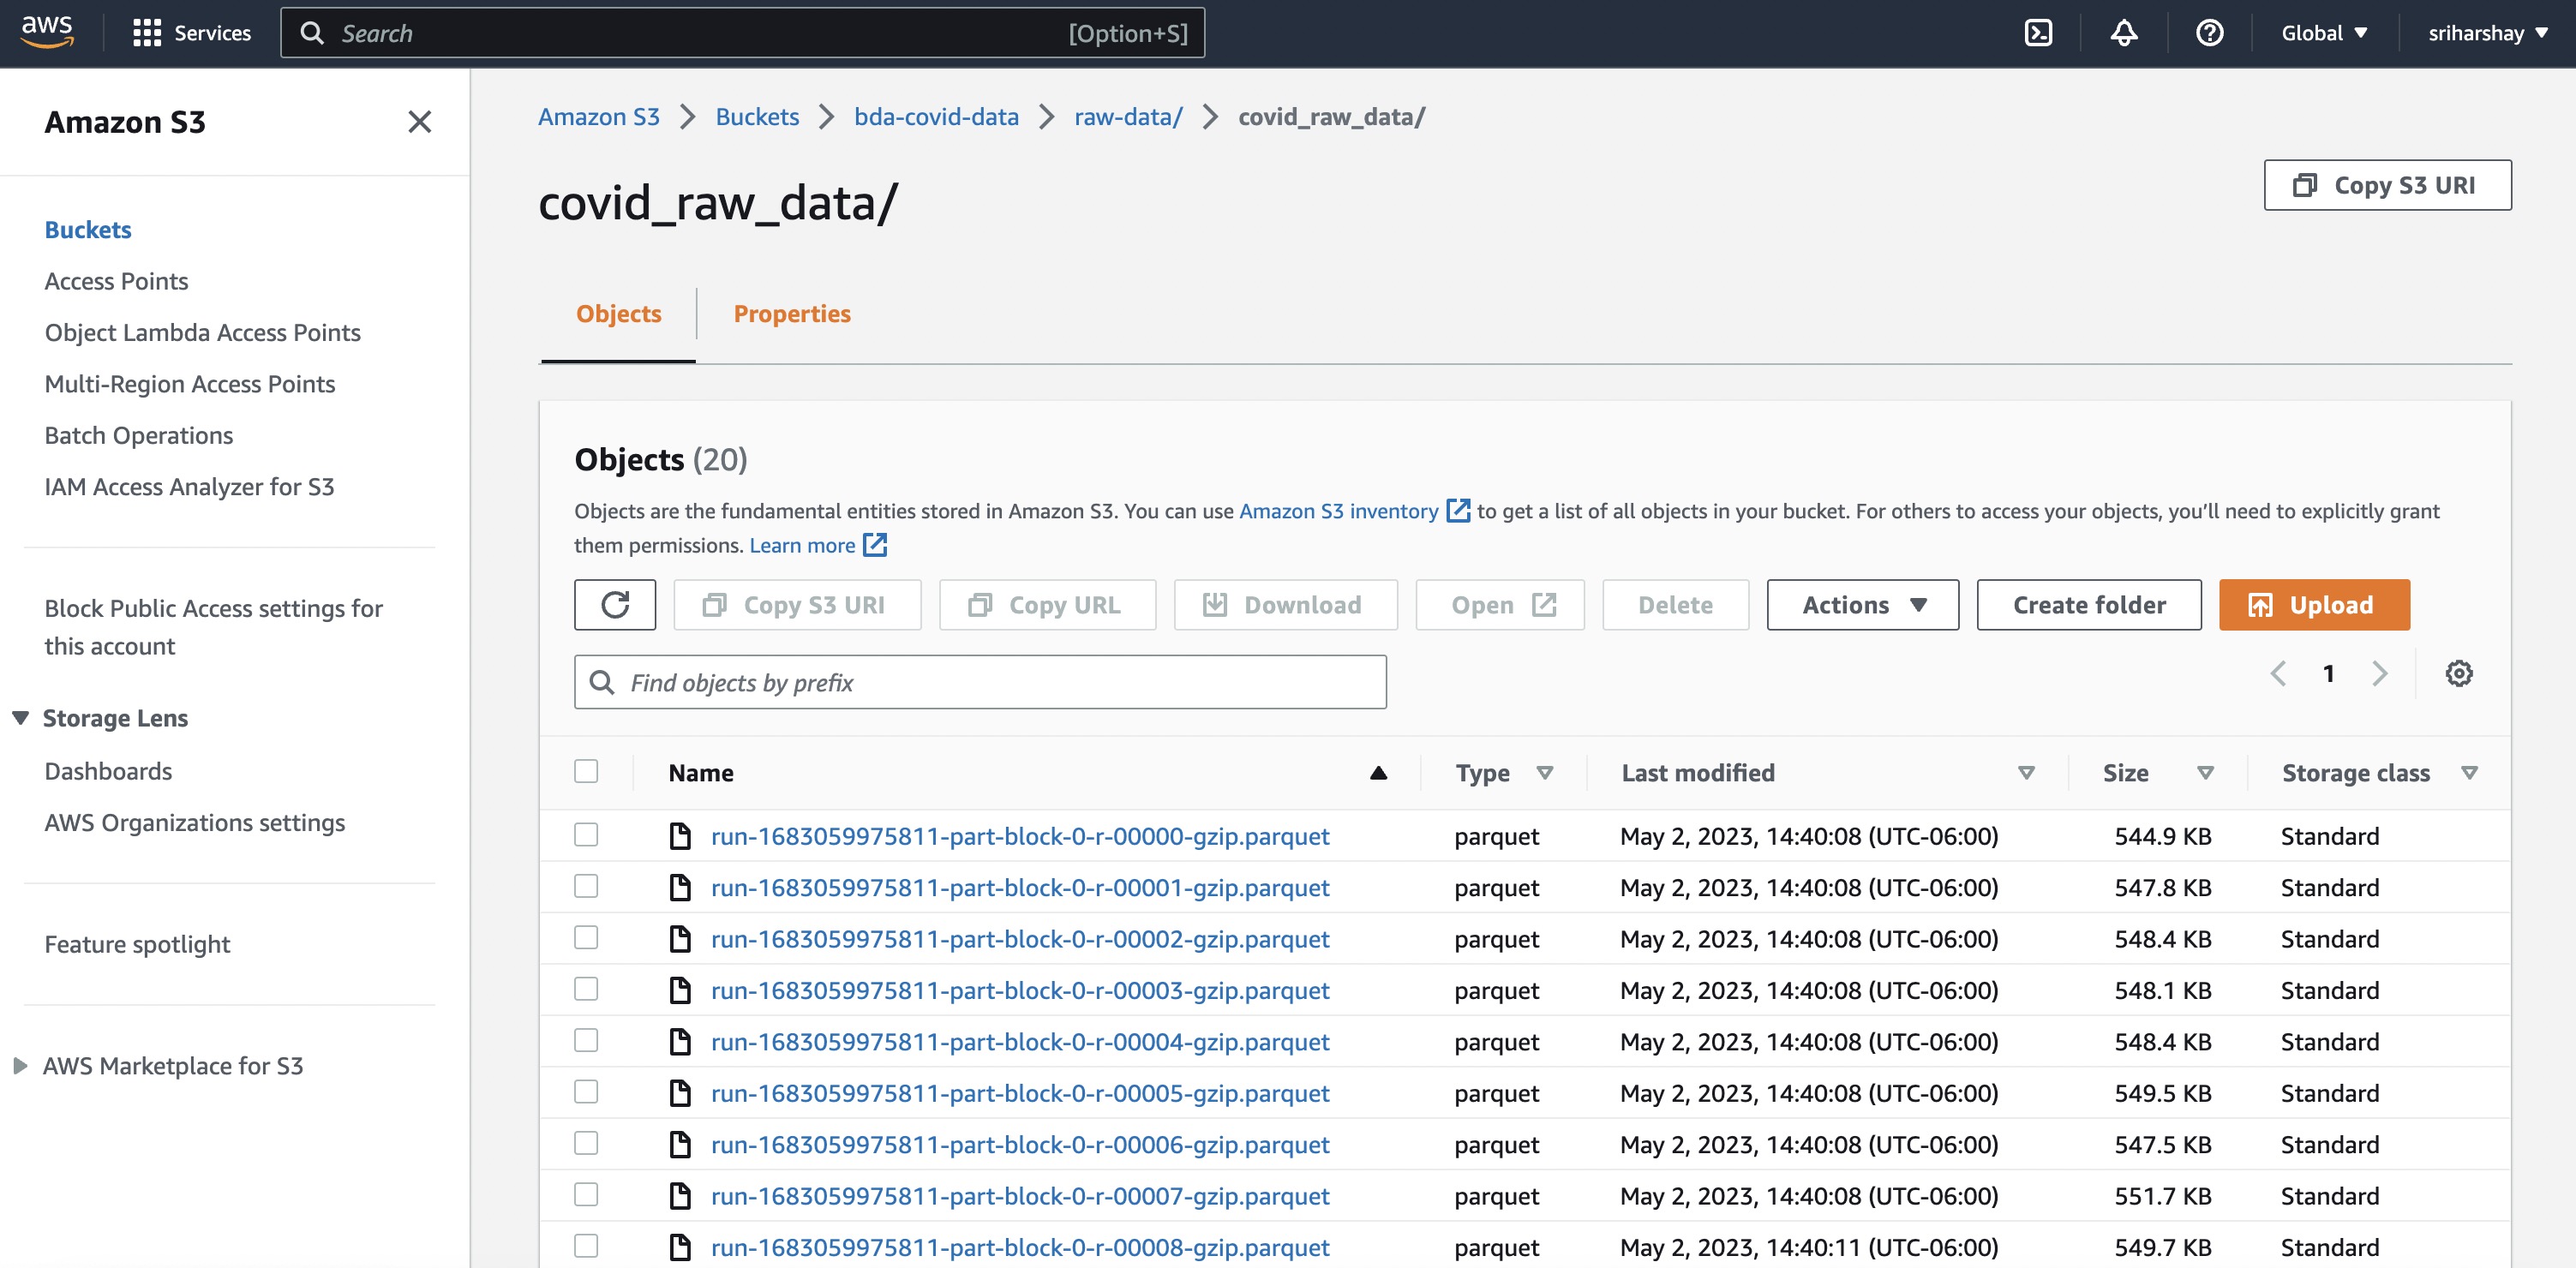 aws Services Search [Option+S] Global sriharshay
Amazon S3
Buckets
Access Points
Object Lambda Access Points
Multi-Region Access Points
Batch Operations
IAM Access Analyzer for S3
Block Public Access settings for
this account
Storage Lens
Dashboards
AWS Organizations settings
Feature spotlight
AWS Marketplace for S3
Amazon S3 Buckets bda-covid-data raw-data/ covid_raw_data/
covid_raw_data/
Copy S3 URI
Objects Properties
Objects (20)
Objects are the fundamental entities stored in Amazon S3. You can use Amazon S3 inventory to get a list of all objects in your bucket. For others to access your objects, you’ll need to explicitly grant
them permissions. Learn more
Copy S3 URI Copy URL Download Open Delete Actions Create folder Upload
Find objects by prefix 1
Name Type Last modified Size Storage class
run-1683059975811-part-block-0-r-00000-gzip.parquet parquet May 2, 2023, 14:40:08 (UTC-06:00) 544.9 KB Standard
run-1683059975811-part-block-0-r-00001-gzip.parquet parquet May 2, 2023, 14:40:08 (UTC-06:00) 547.8 KB Standard
run-1683059975811-part-block-0-r-00002-gzip.parquet parquet May 2, 2023, 14:40:08 (UTC-06:00) 548.4 KB Standard
run-1683059975811-part-block-0-r-00003-gzip.parquet parquet May 2, 2023, 14:40:08 (UTC-06:00) 548.1 KB Standard
run-1683059975811-part-block-0-r-00004-gzip.parquet parquet May 2, 2023, 14:40:08 (UTC-06:00) 548.4 KB Standard
run-1683059975811-part-block-0-r-00005-gzip.parquet parquet May 2, 2023, 14:40:08 (UTC-06:00) 549.5 KB Standard
run-1683059975811-part-block-0-r-00006-gzip.parquet parquet May 2, 2023, 14:40:08 (UTC-06:00) 547.5 KB Standard
run-1683059975811-part-block-0-r-00007-gzip.parquet parquet May 2, 2023, 14:40:08 (UTC-06:00) 551.7 KB Standard
run-1683059975811-part-block-0-r-00008-gzip.parquet parquet May 2, 2023, 14:40:11 (UTC-06:00) 549.7 KB Standard